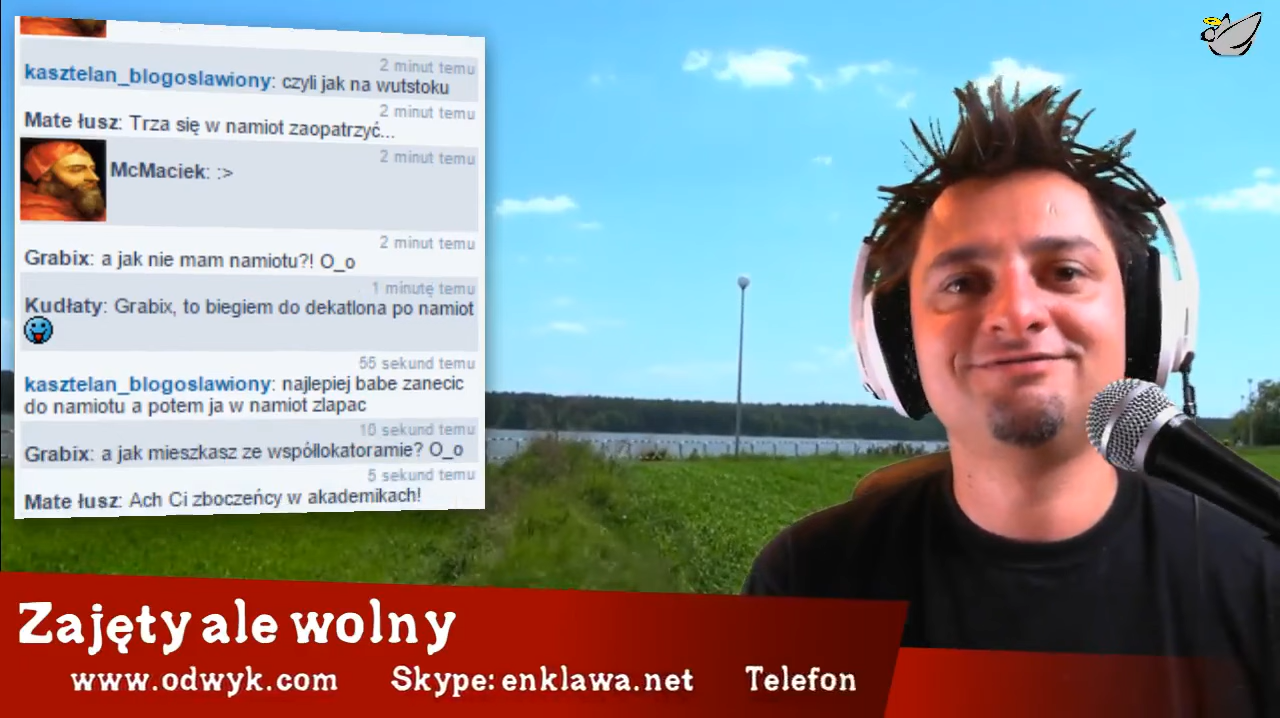 2 minut temu
kasztelan_blogoslawiony: czyli jak na wutstoku
2 minut temu
Mate łusz: Trza się w namiot zaopatrzyć...
2 minut temu
McMaciek: :>
2 minut temu
Grabix: a jak nie mam namiotu?! O_o
1 minutę temu
Kudłaty: Grabix, to biegiem do dekatlona po namiot
55 sekund temu
kasztelan_blogoslawiony: najlepiej babe zanecic
do namiotu a potem ja w namiot zlapac
10 sekund temu
Grabix: a jak mieszkasz ze współlokatoramie? O_o
5 sekund temu
Mate łusz: Ach Ci zboczeńcy w akademikach!
Zajęty ale wolny
www.odwyk.com Skype: enklawa.net Telefon